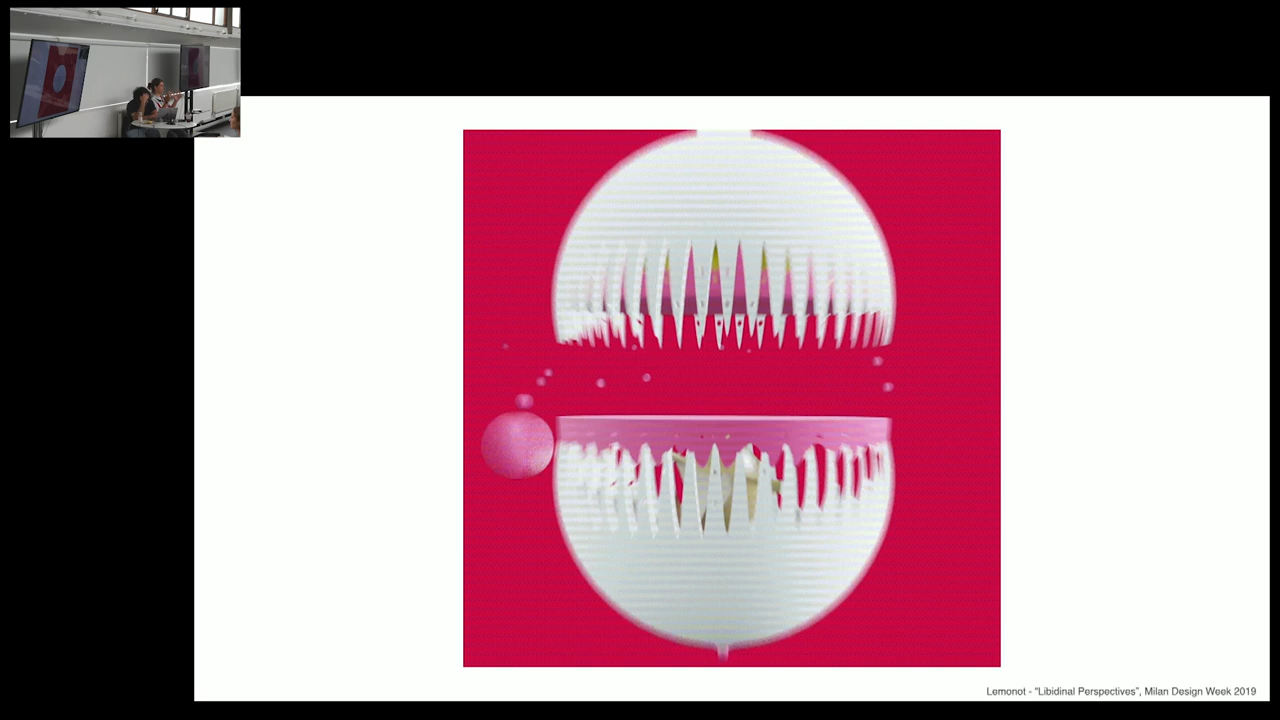 Lemonot - “Libidinal Perspectives”, Milan Design Week 2019